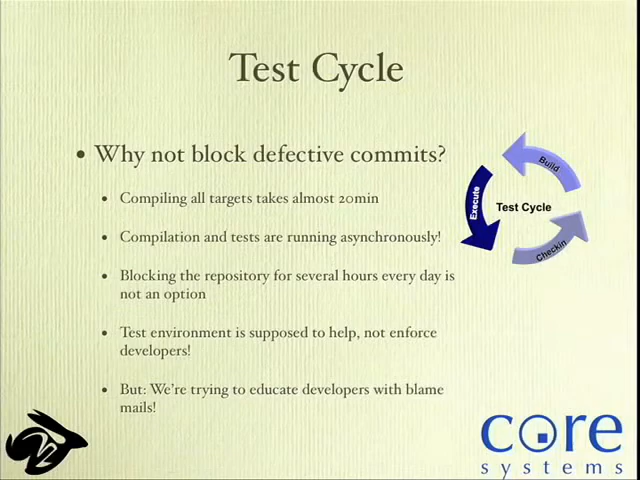 Test Cycle
• Why not block defective commits?
• Compiling all targets takes almost 20min
• Compilation and tests are running asynchronously!
• Blocking the repository for several hours every day is
not an option
• Test environment is supposed to help, not enforce
developers!
• But: We're trying to educate developers with blame
mails!
Build
Execute
Test Cycle
Checkin
core
systems